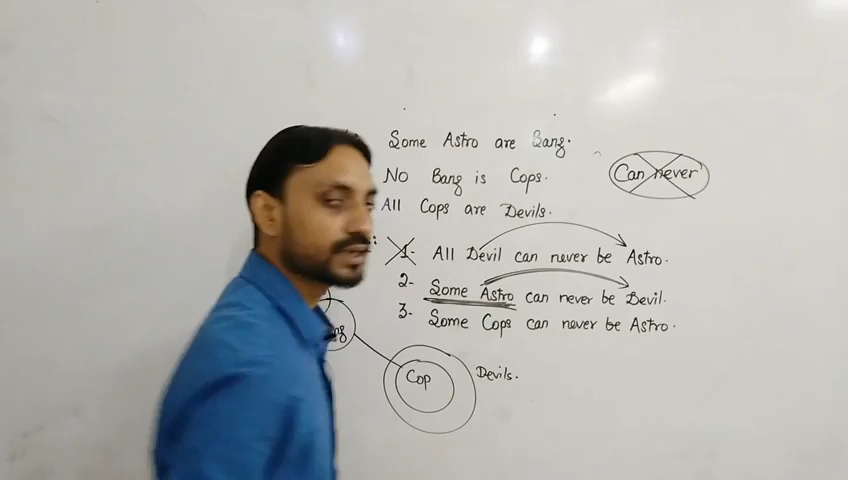 Some Astro are Bang.
No Bang is Cops.
Can never
All Cops are Devils.
1- All Devil can never be Astro.
2- Some Astro can never be Devil.
3- Some Cops can never be Astro.
Cop
Devils.